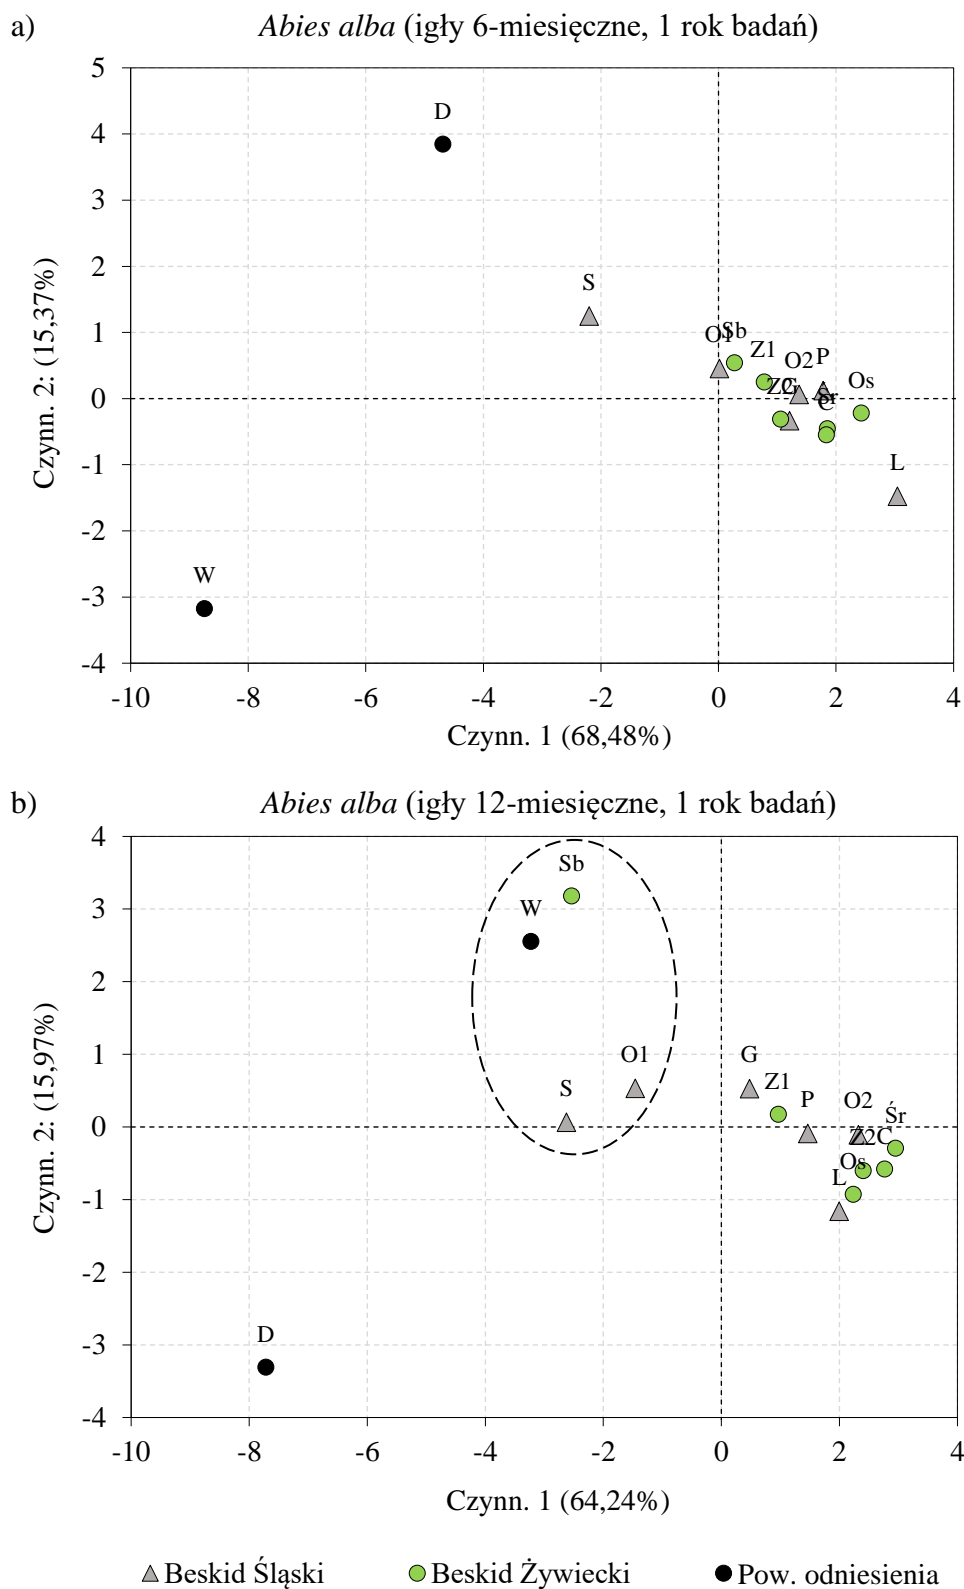 a) Abies alba (igły 6-miesięczne, 1 rok badań)
5
D
4
3
2
S
1
O1 Sb Z1 O2 P Os
0
Z2 G Śr C
-1
L
-2
W
-3
-4
-10 -8 -6 -4 -2 0 2 4
Czynn. 2: (15,37%)
Czynn. 1 (68,48%)
b) Abies alba (igły 12-miesięczne, 1 rok badań)
4
Sb
3
W
2
1
S O1 G Z1 P O2 Śr
0
Z2 C
Os
L
-1
-2
D
-3
-4
-10 -8 -6 -4 -2 0 2 4
Czynn. 2: (15,97%)
Czynn. 1 (64,24%)
Beskid Śląski Beskid Żywiecki Pow. odniesienia